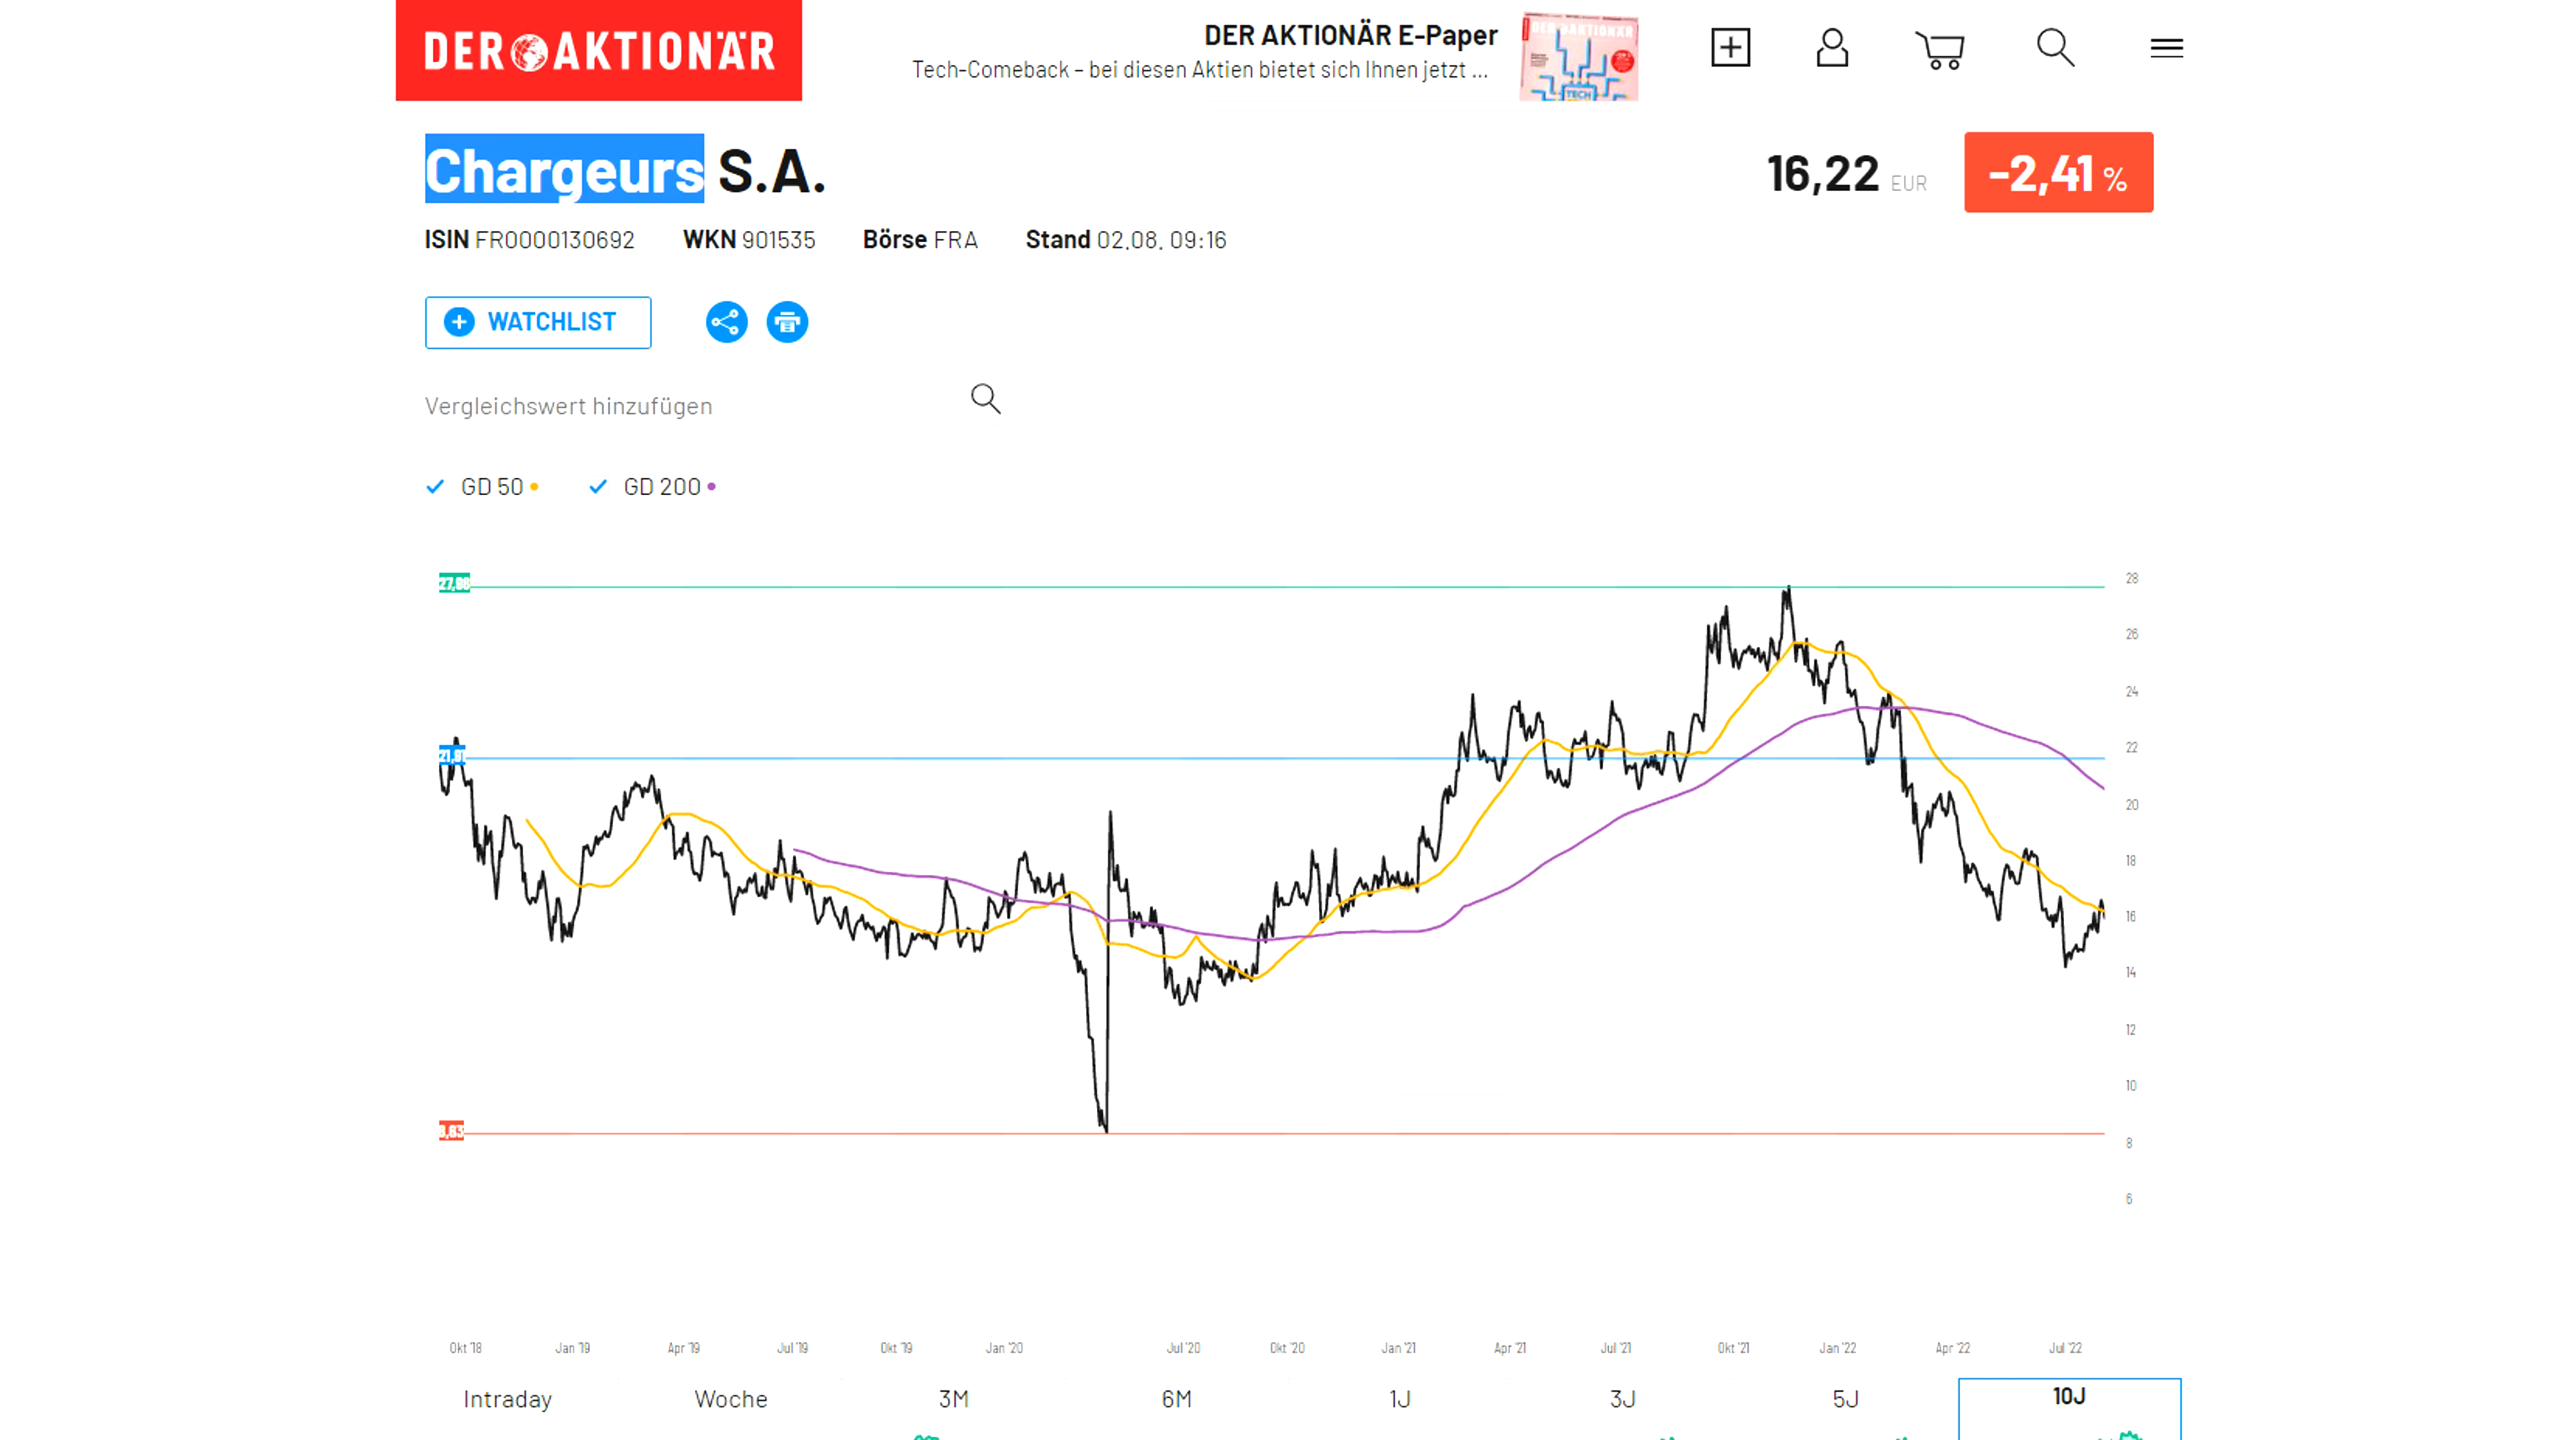 DER AKTIONÄR
DER AKTIONÄR E-Paper
Tech-Comeback – bei diesen Aktien bietet sich Ihnen jetzt ...
DER AKTIONÄR
TECH
Chargeurs S.A.
16,22 EUR
-2,41 %
ISIN FR0000130692 WKN 901535 Börse FRA Stand 02.08. 09:16
WATCHLIST
Vergleichswert hinzufügen
GD 50 GD 200
28
26
24
22
20
18
16
14
12
10
8
6
Okt '18 Jan '19 Apr '19 Jul '19 Okt '19 Jan '20 Jul '20 Okt '20 Jan '21 Apr '21 Jul '21 Okt '21 Jan '22 Apr '22 Jul '22
Intraday Woche 3M 6M 1J 3J 5J 10J